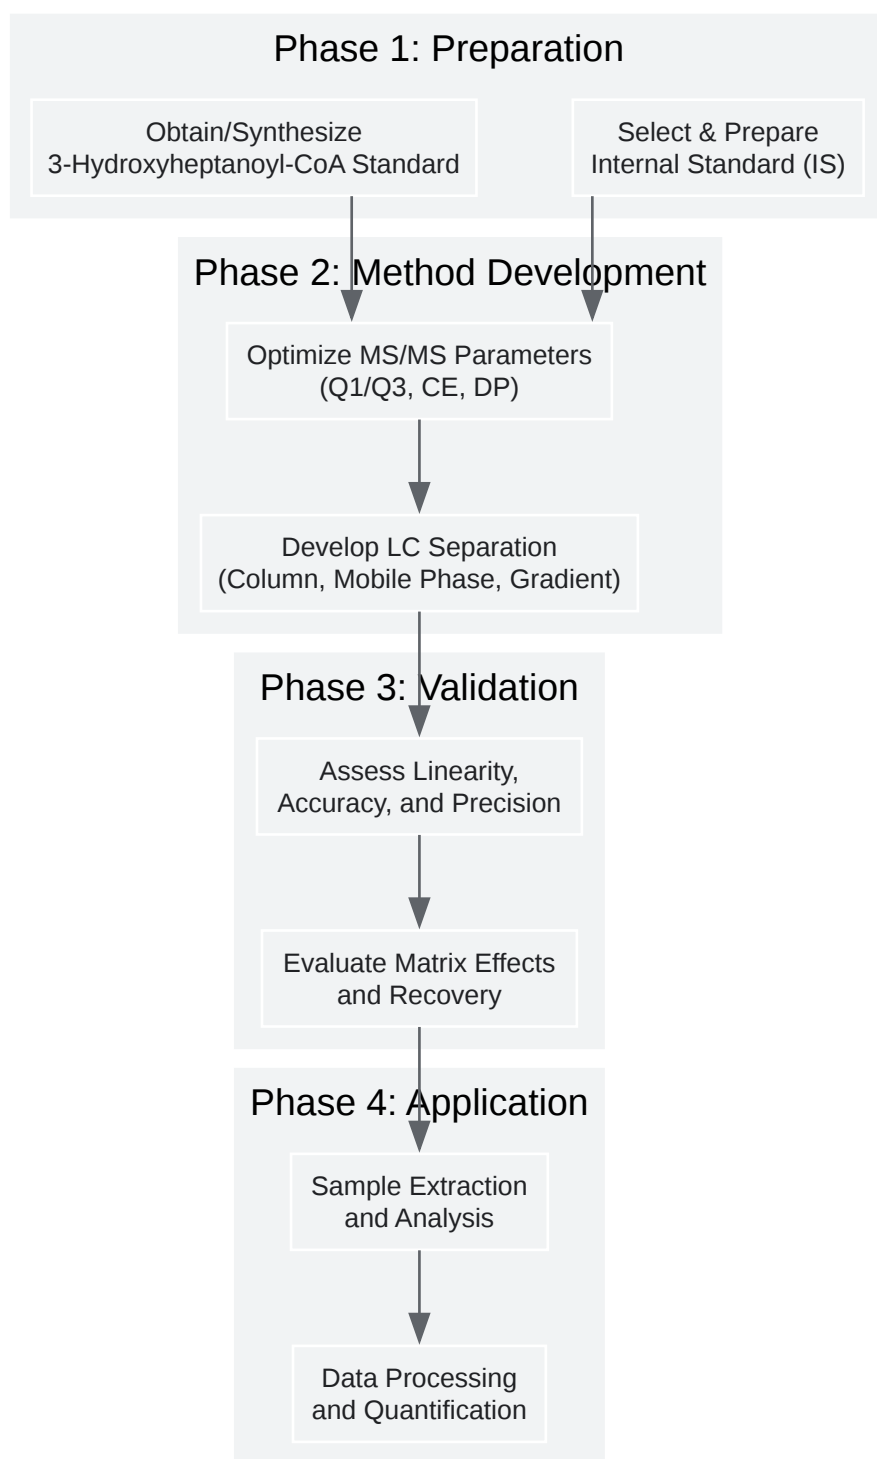 Phase 1: Preparation
Obtain/Synthesize
3-Hydroxyheptanoyl-CoA Standard
Select & Prepare
Internal Standard (IS)
Phase 2: Method Development
Optimize MS/MS Parameters
(Q1/Q3, CE, DP)
Develop LC Separation
(Column, Mobile Phase, Gradient)
Phase 3: Validation
Assess Linearity,
Accuracy, and Precision
Evaluate Matrix Effects
and Recovery
Phase 4: Application
Sample Extraction
and Analysis
Data Processing
and Quantification